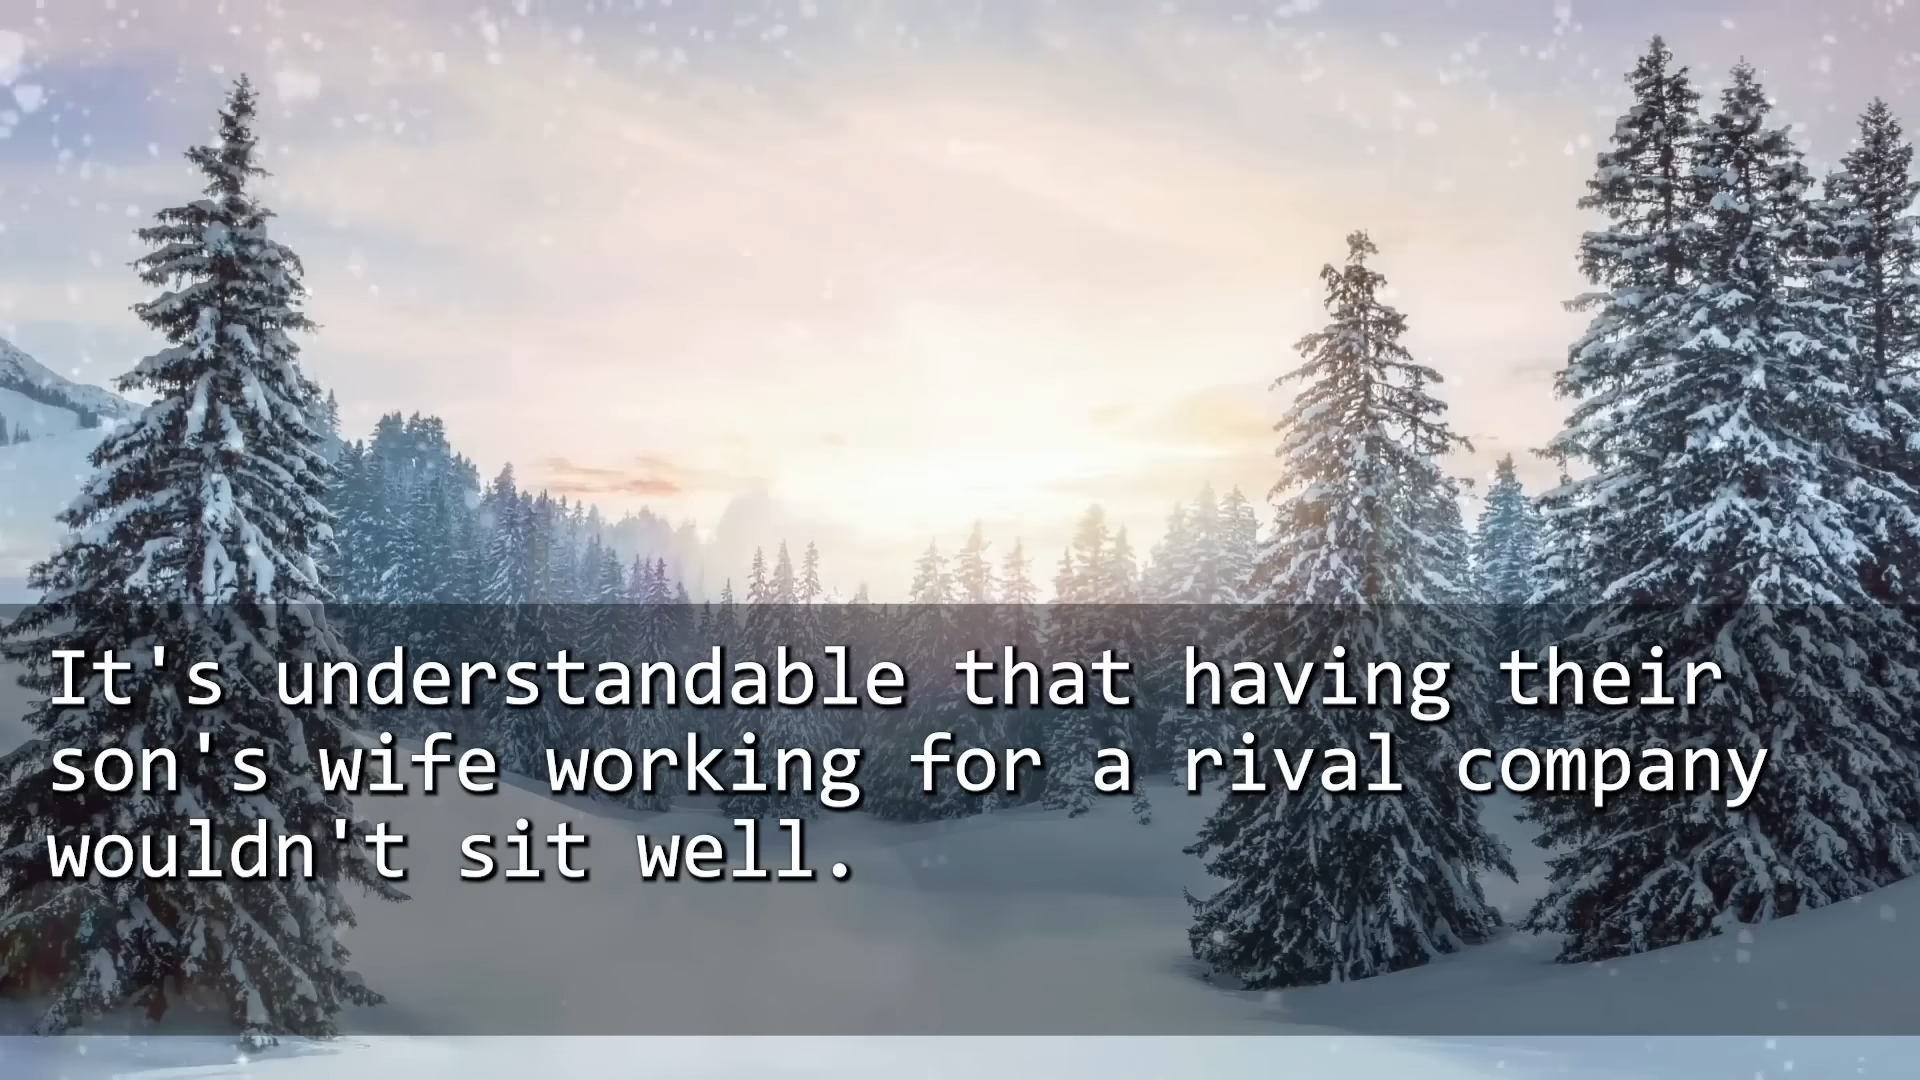 It's understandable that having their
son's wife working for a rival company
wouldn't sit well.